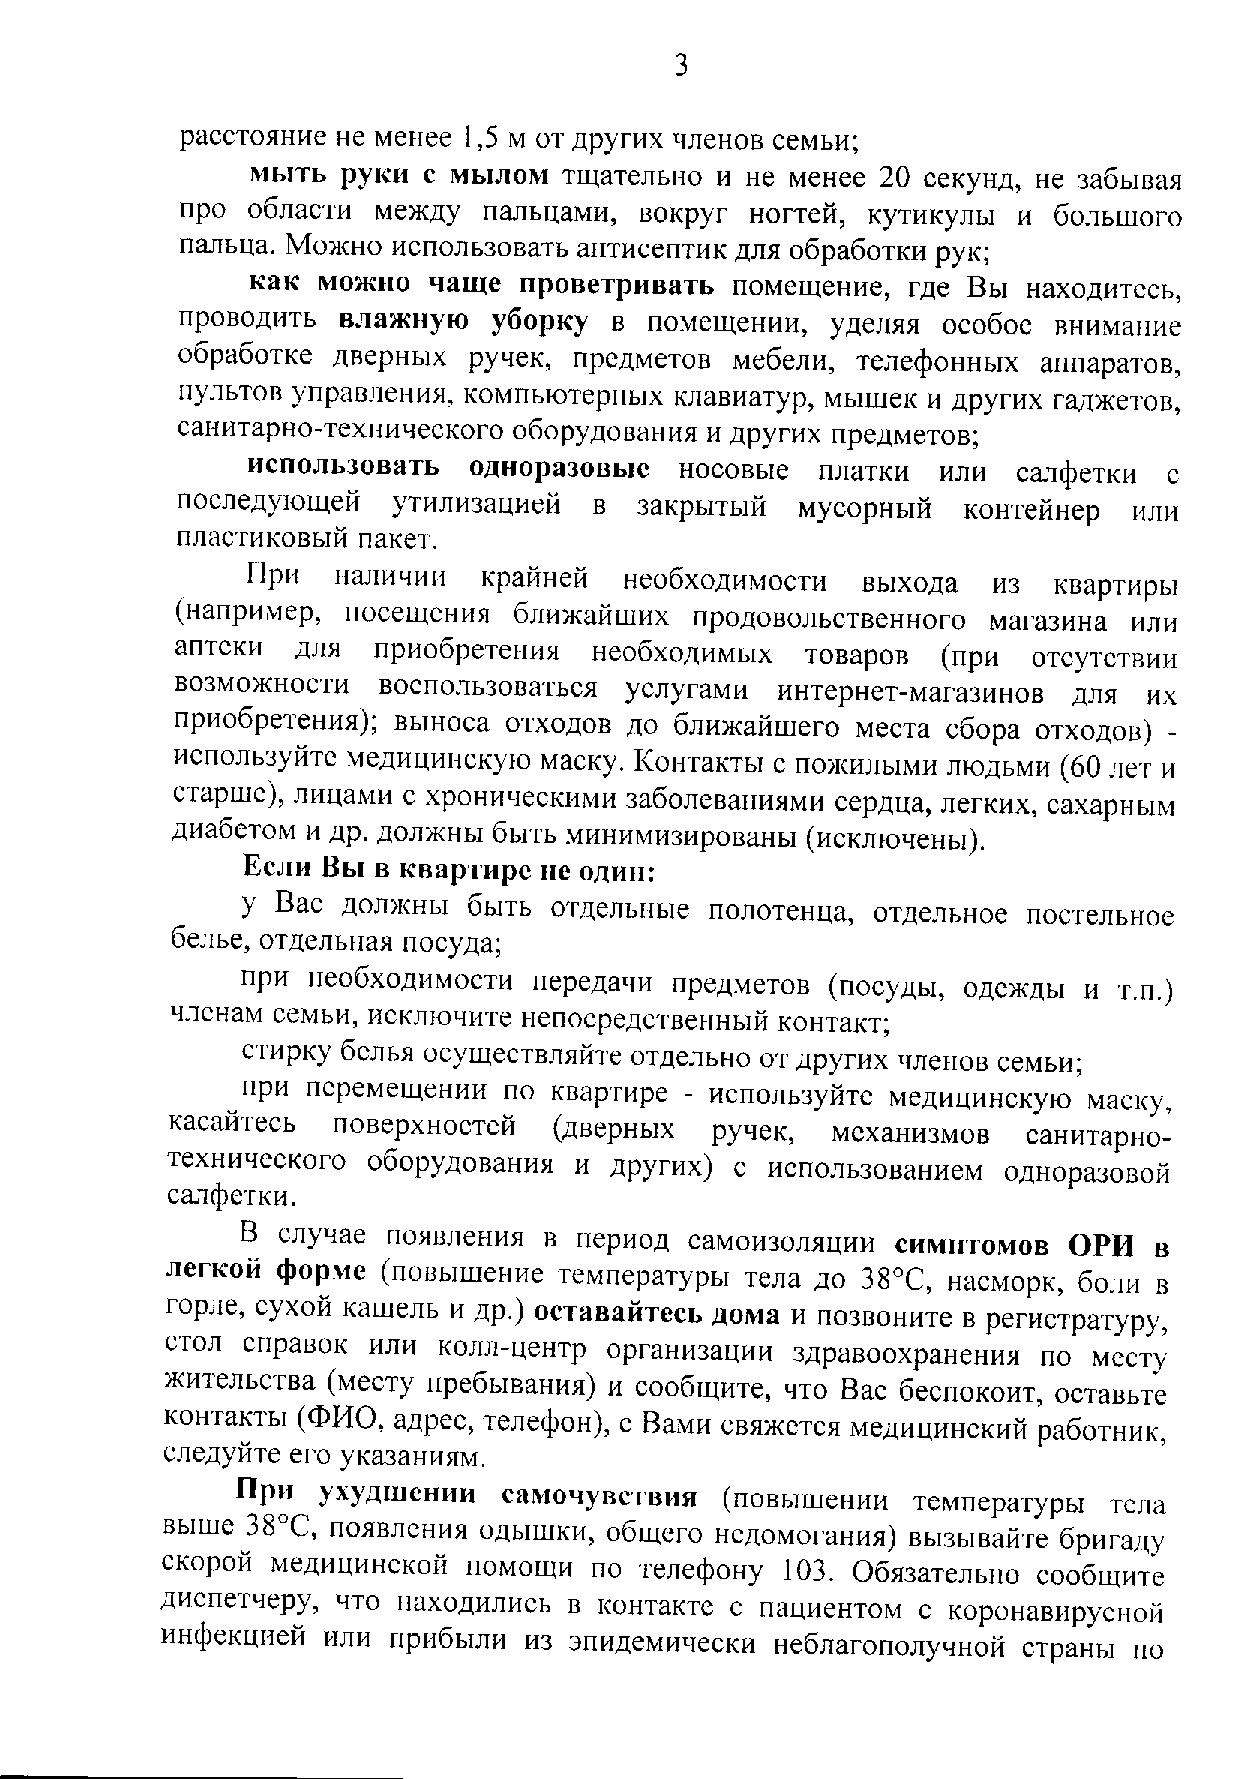 3
расстояние не менее 1,5 м от других членов семьи;
мыть руки с мылом тщательно и не менее 20 секунд, не забывая
про области между пальцами, вокруг ногтей, кутикулы и большого
пальца. Можно использовать антисептик для обработки рук;
как можно чаще проветривать помещение, где Вы находитесь,
проводить влажную уборку в помещении, уделяя особое внимание
обработке дверных ручек, предметов мебели, телефонных аппаратов,
пультов управления, компьютерных клавиатур, мышек и других гаджетов,
санитарно-технического оборудования и других предметов;
использовать одноразовые носовые платки или салфетки с
последующей утилизацией в закрытый мусорный контейнер или
пластиковый пакет.
При наличии крайней необходимости выхода из квартиры
(например, посещения ближайших продовольственного магазина или
аптеки для приобретения необходимых товаров (при отсутствии
возможности воспользоваться услугами интернет-магазинов для их
приобретения); выноса отходов до ближайшего места сбора отходов) -
используйте медицинскую маску. Контакты с пожилыми людьми (60 лет и
старше), лицами с хроническими заболеваниями сердца, легких, сахарным
диабетом и др. должны быть минимизированы (исключены).
Если Вы в квартире не один:
у Вас должны быть отдельные полотенца, отдельное постельное
белье, отдельная посуда;
при необходимости передачи предметов (посуды, одежды и т.п.)
членам семьи, исключите непосредственный контакт;
стирку белья осуществляйте отдельно от других членов семьи;
при перемещении по квартире - используйте медицинскую маску,
касайтесь поверхностей (дверных ручек, механизмов санитарно-
технического оборудования и других) с использованием одноразовой
салфетки.
В случае появления в период самоизоляции симптомов ОРИ в
легкой форме (повышение температуры тела до 38°С, насморк, боли в
горле, сухой кашель и др.) оставайтесь дома и позвоните в регистратуру,
стол справок или колл-центр организации здравоохранения по месту
жительства (месту пребывания) и сообщите, что Вас беспокоит, оставьте
контакты (ФИО, адрес, телефон), с Вами свяжется медицинский работник,
следуйте его указаниям.
При ухудшении самочувствия (повышении температуры тела
выше 38°С, появления одышки, общего недомогания) вызывайте бригаду
скорой медицинской помощи по телефону 103. Обязательно сообщите
диспетчеру, что находились в контакте с пациентом с коронавирусной
инфекцией или прибыли из эпидемически неблагополучной страны по